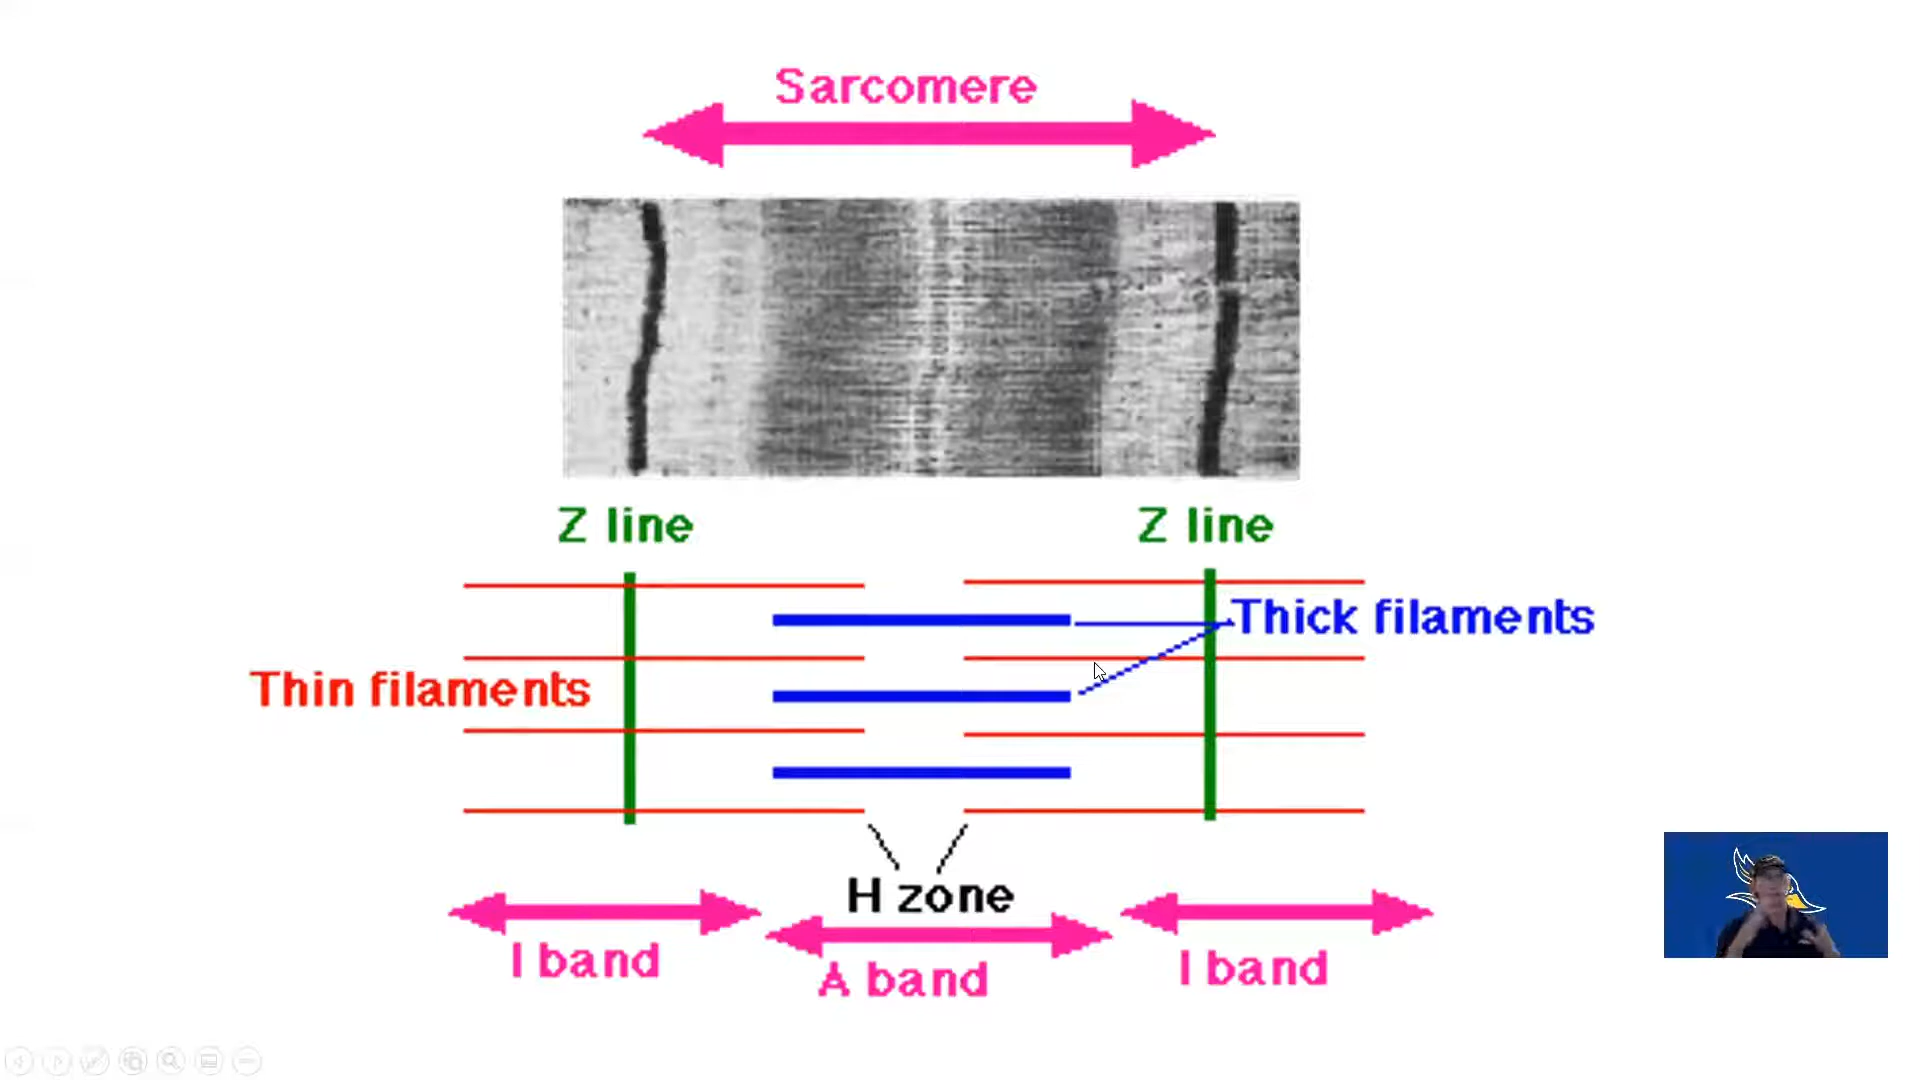 Sarcomere
Z line
Z line
Thick filaments
Thin filaments
H zone
I band
A band
I band